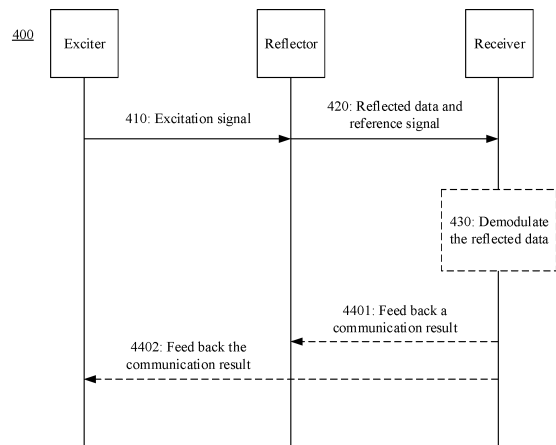 400
Exciter
Reflector
Receiver
410: Excitation signal
420: Reflected data and
reference signal
430: Demodulate
the reflected data
4401: Feed back a
communication result
4402: Feed back the
communication result